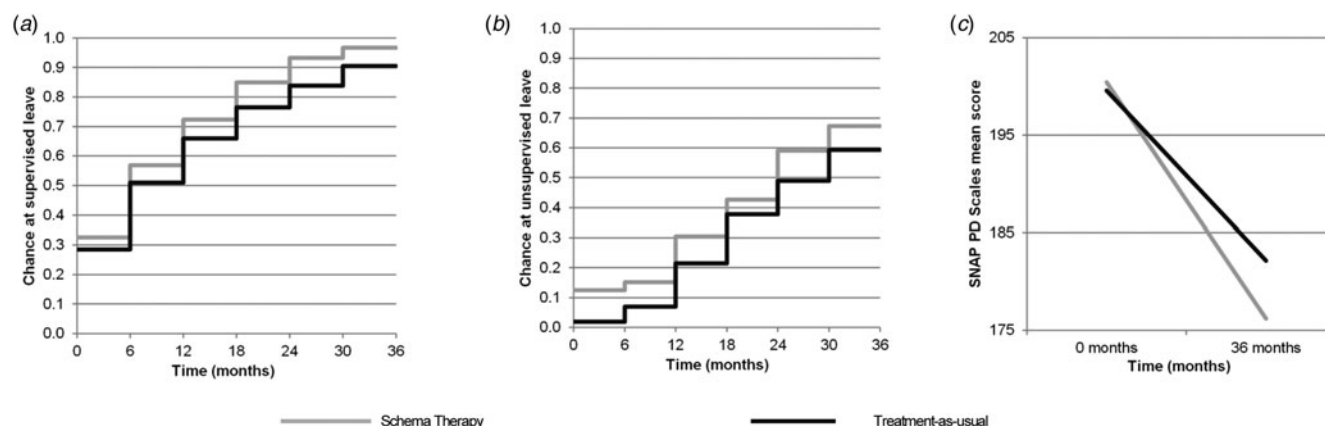 (a)
1.0
0.9
0.8
0.7
0.6
0.5
0.4
0.3
0.2
0.1
0.0
Chance at supervised leave
0 6 12 18 24 30 36
Time (months)
(b)
1.0
0.9
0.8
0.7
0.6
0.5
0.4
0.3
0.2
0.1
0.0
Chance at unsupervised leave
0 6 12 18 24 30 36
Time (months)
(c)
205
195
185
175
SNAP PD Scales mean score
0 months 36 months
Time (months)
Schema Therapy Treatment-as-usual